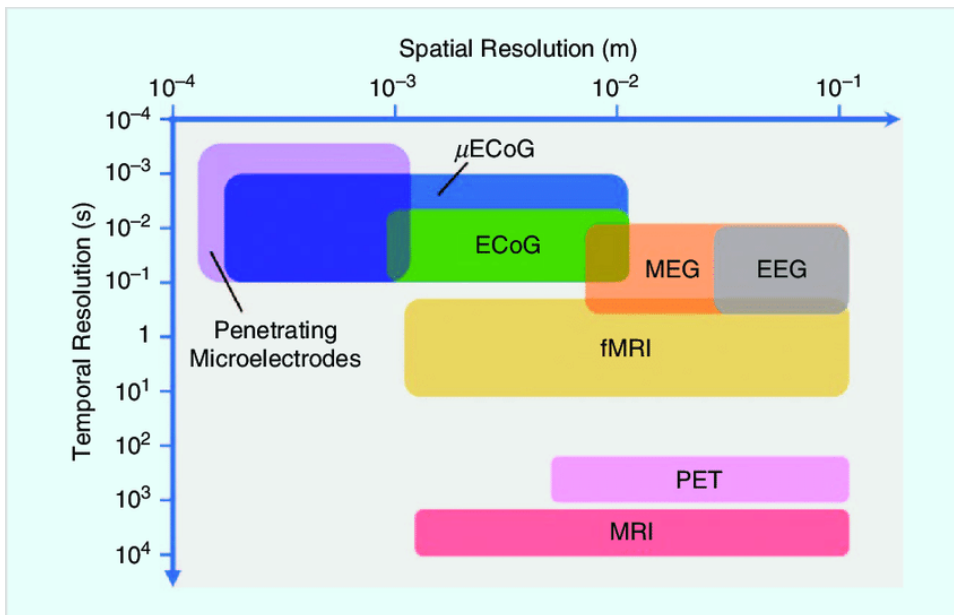 Spatial Resolution (m)
10⁻⁴ 10⁻³ 10⁻² 10⁻¹
Temporal Resolution (s)
10⁻⁴
10⁻³
10⁻²
10⁻¹
1
10¹
10²
10³
10⁴
μECoG
ECoG
MEG
EEG
Penetrating
Microelectrodes
fMRI
PET
MRI